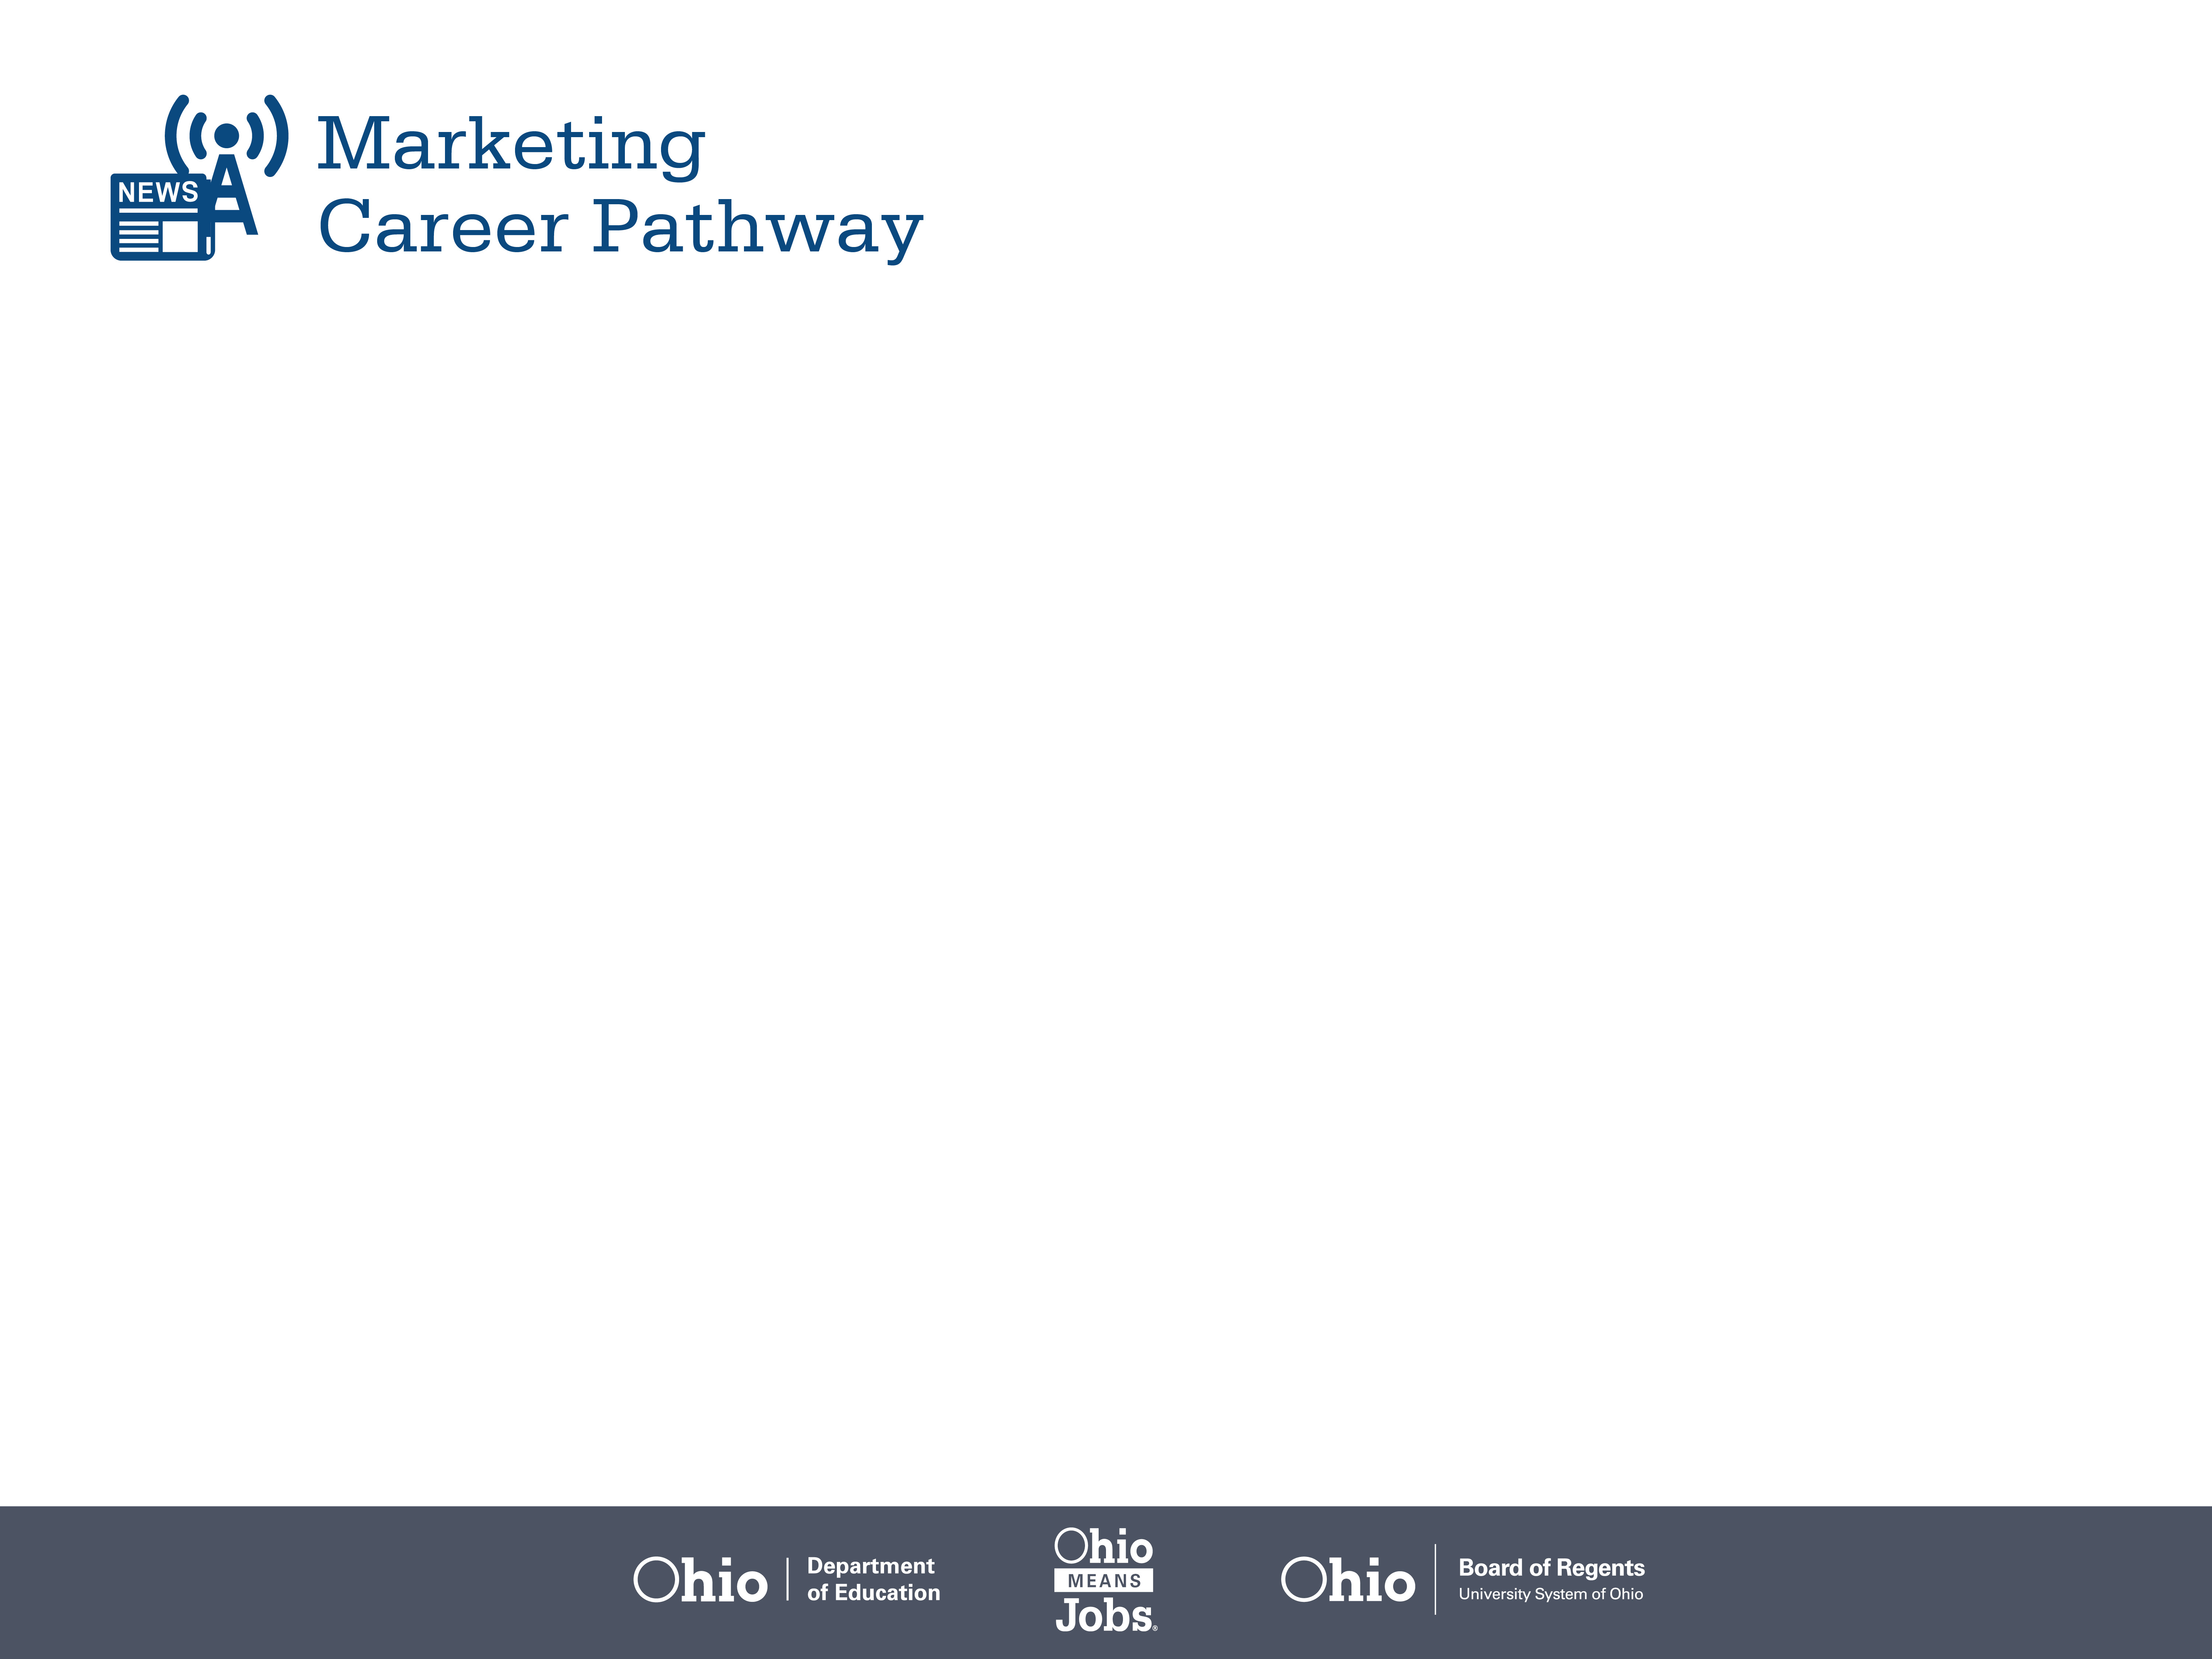 NEWS
Marketing
Career Pathway
Ohio
Department
of Education
Ohio
MEANS
Jobs®
Ohio
Board of Regents
University System of Ohio